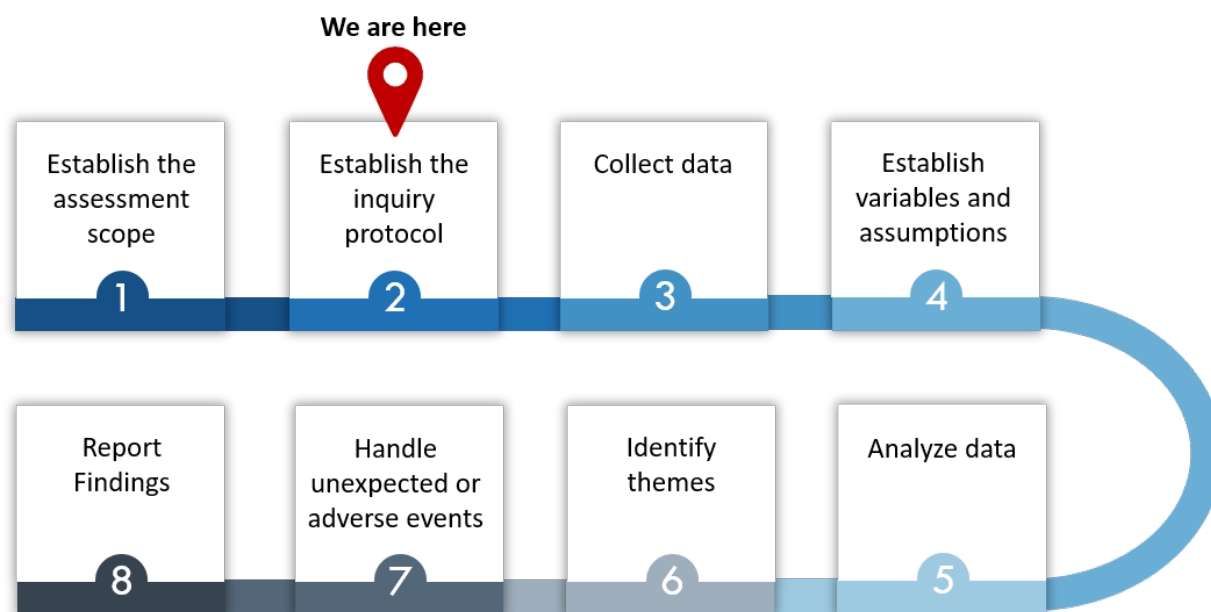 We are here
Establish the
assessment
scope
1
Establish the
inquiry
protocol
2
Collect data
3
Establish
variables and
assumptions
4
Analyze data
5
Identify
themes
6
Handle
unexpected or
adverse events
7
Report
Findings
8